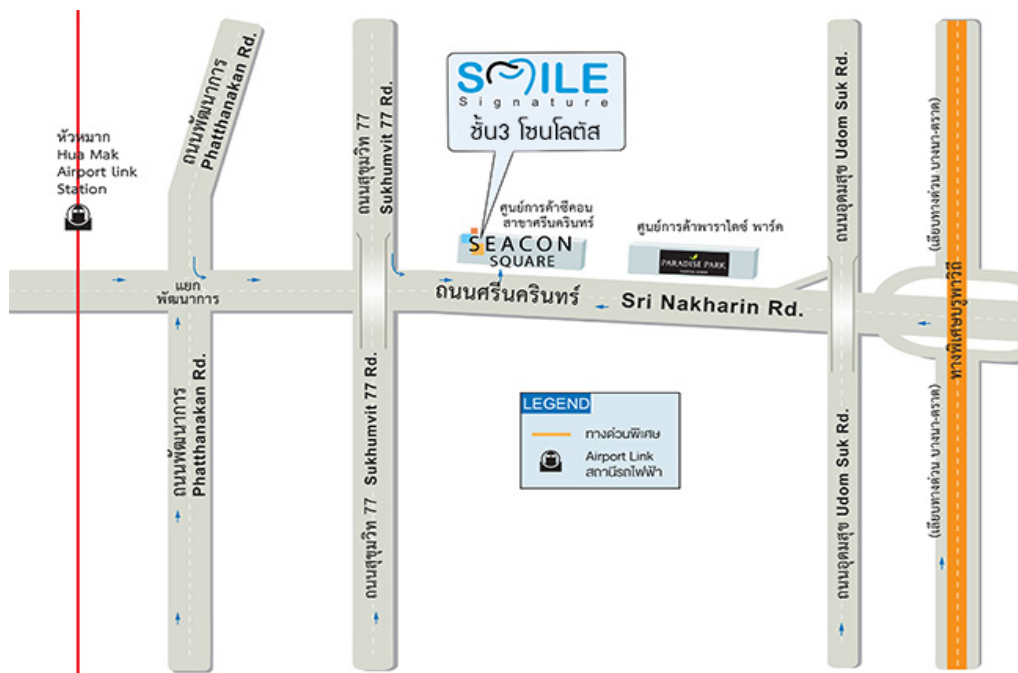 หัวหมาก
Hua Mak
Airport link
Station
ถนนพัฒนาการ
Phatthanakan Rd.
ถนนสุขุมวิท 77
Sukhumvit 77 Rd.
SMILE
Signature
ชั้น3 โซนโลตัส
ศูนย์การค้าซีคอน
สาขาศรีนครินทร์
SEACON
SQUARE
ศูนย์การค้าพาราไดซ์ พาร์ค
PARADISE PARK
ถนนอุดมสุข Udom Suk Rd.
(เลียบทางด่วน บางนา-ตราด)
ทางพิเศษบูรพาวิถี
แยก
พัฒนาการ
ถนนศรีนครินทร์
Sri Nakharin Rd.
ถนนพัฒนาการ
Phatthanakan Rd.
ถนนสุขุมวิท 77 Sukhumvit 77 Rd.
LEGEND
ทางด่วนพิเศษ
Airport Link
สถานีรถไฟฟ้า
ถนนอุดมสุข Udom Suk Rd.
(เลียบทางด่วน บางนา-ตราด)